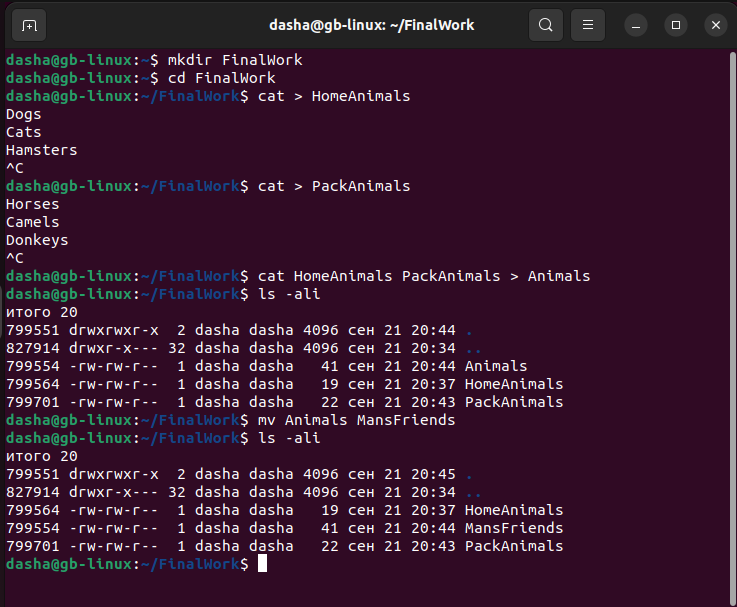 dasha@gb-linux: ~/FinalWork
dasha@gb-linux:~$ mkdir FinalWork
dasha@gb-linux:~$ cd FinalWork
dasha@gb-linux:~/FinalWork$ cat > HomeAnimals
Dogs
Cats
Hamsters
^C
dasha@gb-linux:~/FinalWork$ cat > PackAnimals
Horses
Camels
Donkeys
^C
dasha@gb-linux:~/FinalWork$ cat HomeAnimals PackAnimals > Animals
dasha@gb-linux:~/FinalWork$ ls -ali
итого 20
799551 drwxrwxr-x  2 dasha dasha 4096 сен 21 20:44 .
827914 drwxr-x--- 32 dasha dasha 4096 сен 21 20:34 ..
799554 -rw-rw-r--  1 dasha dasha   41 сен 21 20:44 Animals
799564 -rw-rw-r--  1 dasha dasha   19 сен 21 20:37 HomeAnimals
799701 -rw-rw-r--  1 dasha dasha   22 сен 21 20:43 PackAnimals
dasha@gb-linux:~/FinalWork$ mv Animals MansFriends
dasha@gb-linux:~/FinalWork$ ls -ali
итого 20
799551 drwxrwxr-x  2 dasha dasha 4096 сен 21 20:45 .
827914 drwxr-x--- 32 dasha dasha 4096 сен 21 20:34 ..
799564 -rw-rw-r--  1 dasha dasha   19 сен 21 20:37 HomeAnimals
799554 -rw-rw-r--  1 dasha dasha   41 сен 21 20:44 MansFriends
799701 -rw-rw-r--  1 dasha dasha   22 сен 21 20:43 PackAnimals
dasha@gb-linux:~/FinalWork$